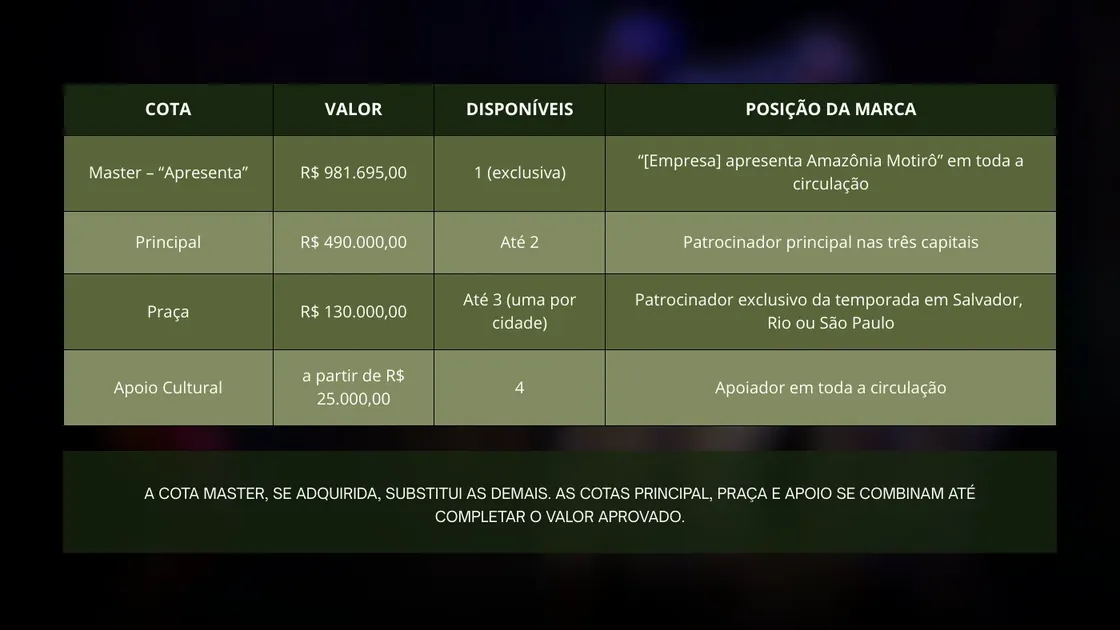 COTA
VALOR
DISPONÍVEIS
POSIÇÃO DA MARCA
Master – “Apresenta”
R$ 981.695,00
1 (exclusiva)
“[Empresa] apresenta Amazônia Motirô” em toda a
circulação
Principal
R$ 490.000,00
Até 2
Patrocinador principal nas três capitais
Praça
R$ 130.000,00
Até 3 (uma por
cidade)
Patrocinador exclusivo da temporada em Salvador,
Rio ou São Paulo
Apoio Cultural
a partir de R$
25.000,00
4
Apoiador em toda a circulação
A COTA MASTER, SE ADQUIRIDA, SUBSTITUI AS DEMAIS. AS COTAS PRINCIPAL, PRAÇA E APOIO SE COMBINAM ATÉ
COMPLETAR O VALOR APROVADO.